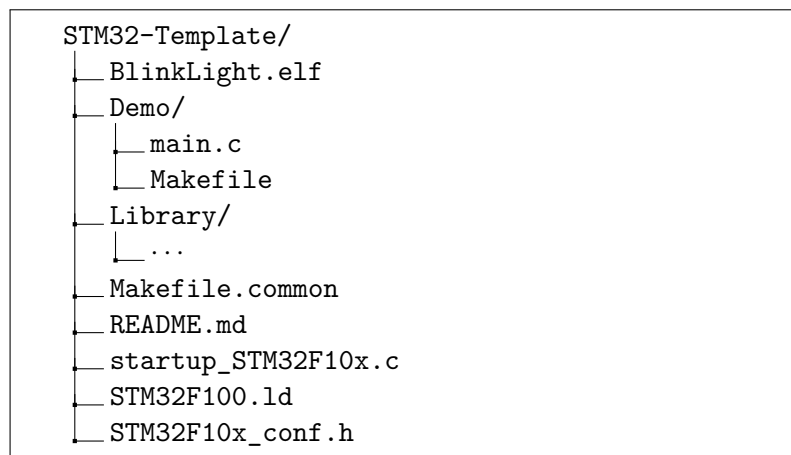 STM32-Template/
BlinkLight.elf
Demo/
main.c
Makefile
Library/
...
Makefile.common
README.md
startup_STM32F10x.c
STM32F100.ld
STM32F10x_conf.h